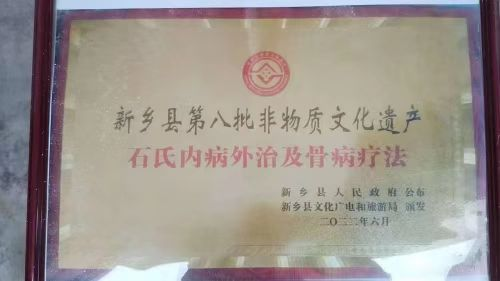 新乡县第八批非物质文化遗产
石氏内病外治及骨病疗法
新乡县人民政府 公布
新乡县文化广电和旅游局 颁发
二〇二二年六月